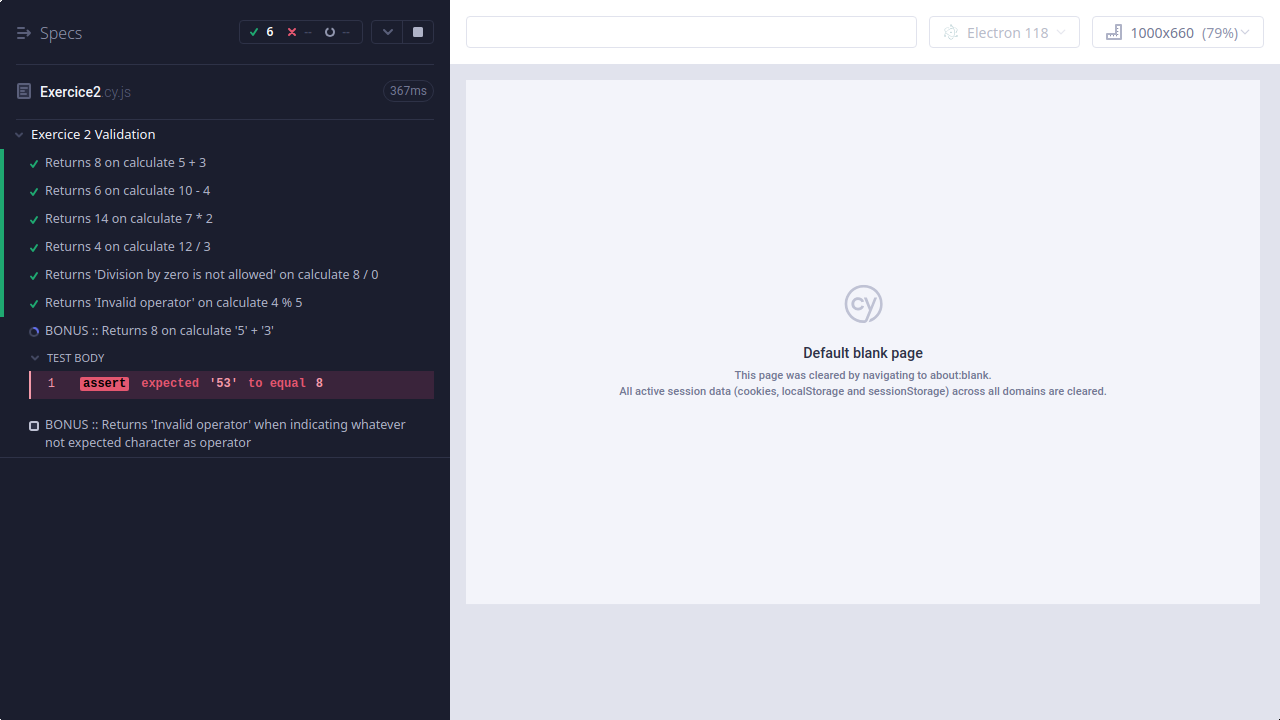 Specs
6
--
--
Exercice2.cy.js
367ms
Exercice 2 Validation
Returns 8 on calculate 5 + 3
Returns 6 on calculate 10 - 4
Returns 14 on calculate 7 * 2
Returns 4 on calculate 12 / 3
Returns 'Division by zero is not allowed' on calculate 8 / 0
Returns 'Invalid operator' on calculate 4 % 5
BONUS :: Returns 8 on calculate '5' + '3'
TEST BODY
1 assert expected '53' to equal 8
BONUS :: Returns 'Invalid operator' when indicating whatever
not expected character as operator
Electron 118
1000x660 (79%)
cy
Default blank page
This page was cleared by navigating to about:blank.
All active session data (cookies, localStorage and sessionStorage) across all domains are cleared.